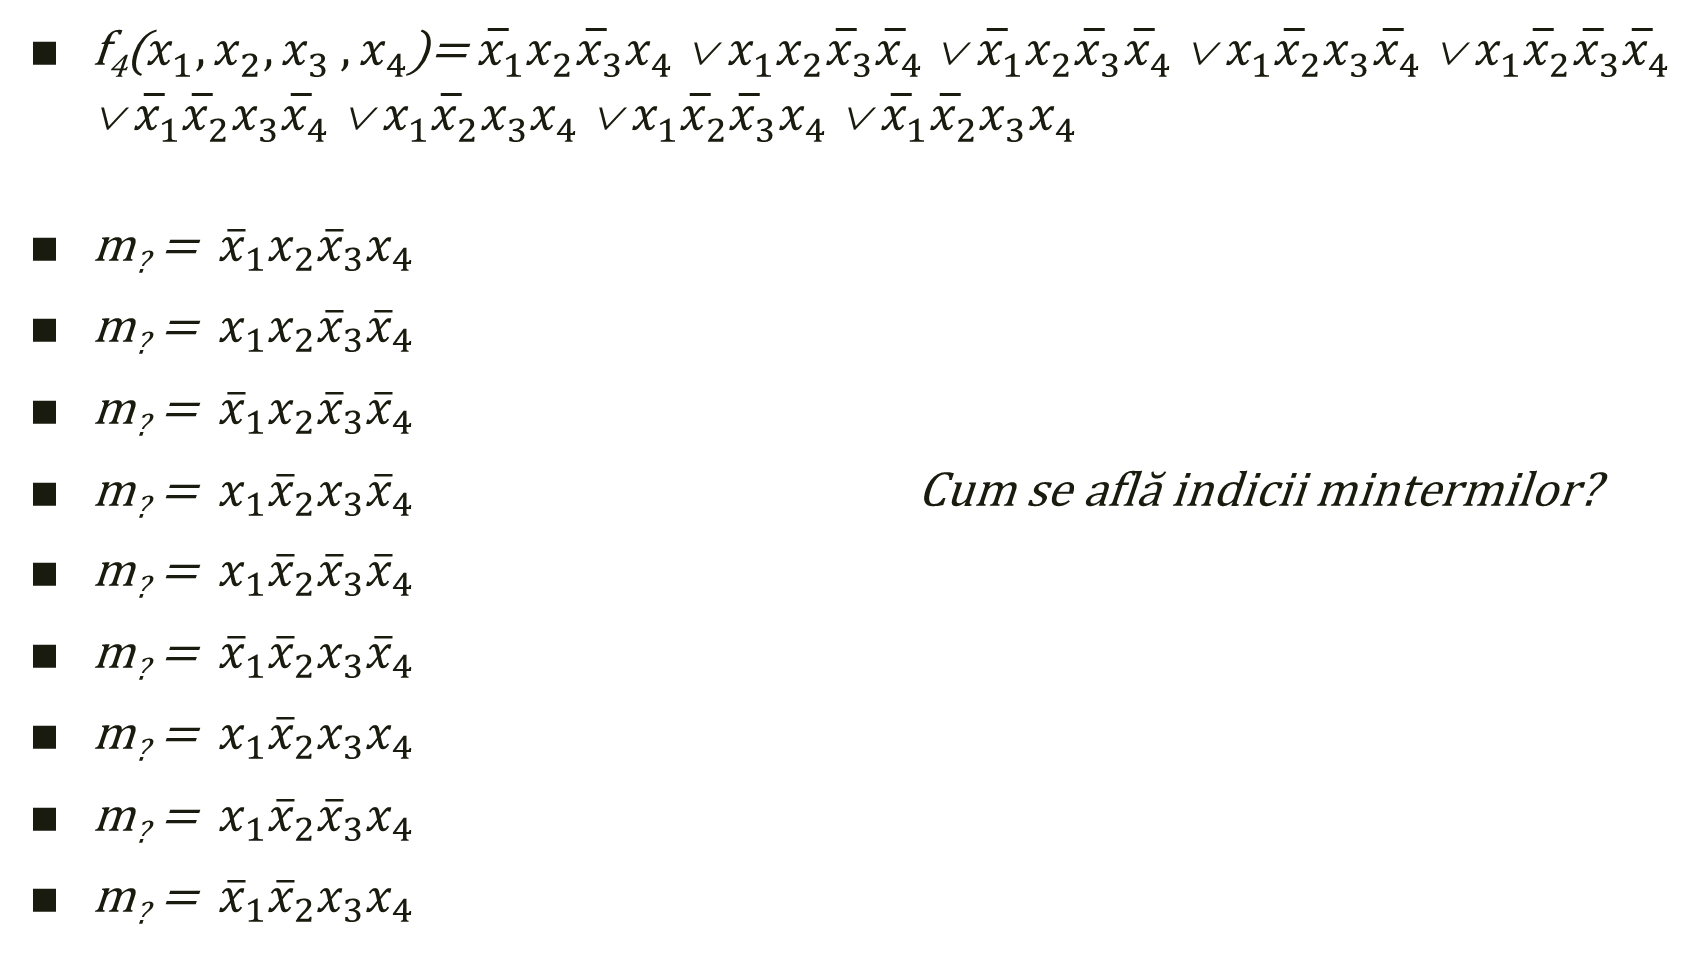 ■ f₄(x₁, x₂, x₃ , x₄)= x̄₁x₂x̄₃x₄ ∨ x₁x₂x̄₃x̄₄ ∨ x̄₁x₂x̄₃x̄₄ ∨ x₁x̄₂x₃x̄₄ ∨ x₁x̄₂x̄₃x̄₄
∨ x̄₁x̄₂x₃x̄₄ ∨ x₁x̄₂x₃x₄ ∨ x₁x̄₂x̄₃x₄ ∨ x̄₁x̄₂x₃x₄
■ m? = x̄₁x₂x̄₃x₄
■ m? = x₁x₂x̄₃x̄₄
■ m? = x̄₁x₂x̄₃x̄₄
■ m? = x₁x̄₂x₃x̄₄
Cum se află indicii mintermilor?
■ m? = x₁x̄₂x̄₃x̄₄
■ m? = x̄₁x̄₂x₃x̄₄
■ m? = x₁x̄₂x₃x₄
■ m? = x₁x̄₂x̄₃x₄
■ m? = x̄₁x̄₂x₃x₄